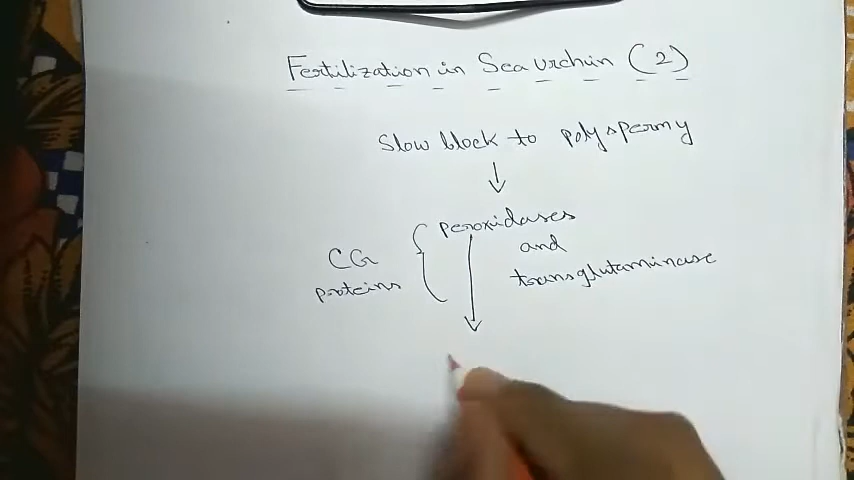 Fertilization in Sea urchin (2)
Slow block to polyspermy
peroxidases
and
CG
transglutaminase
proteins